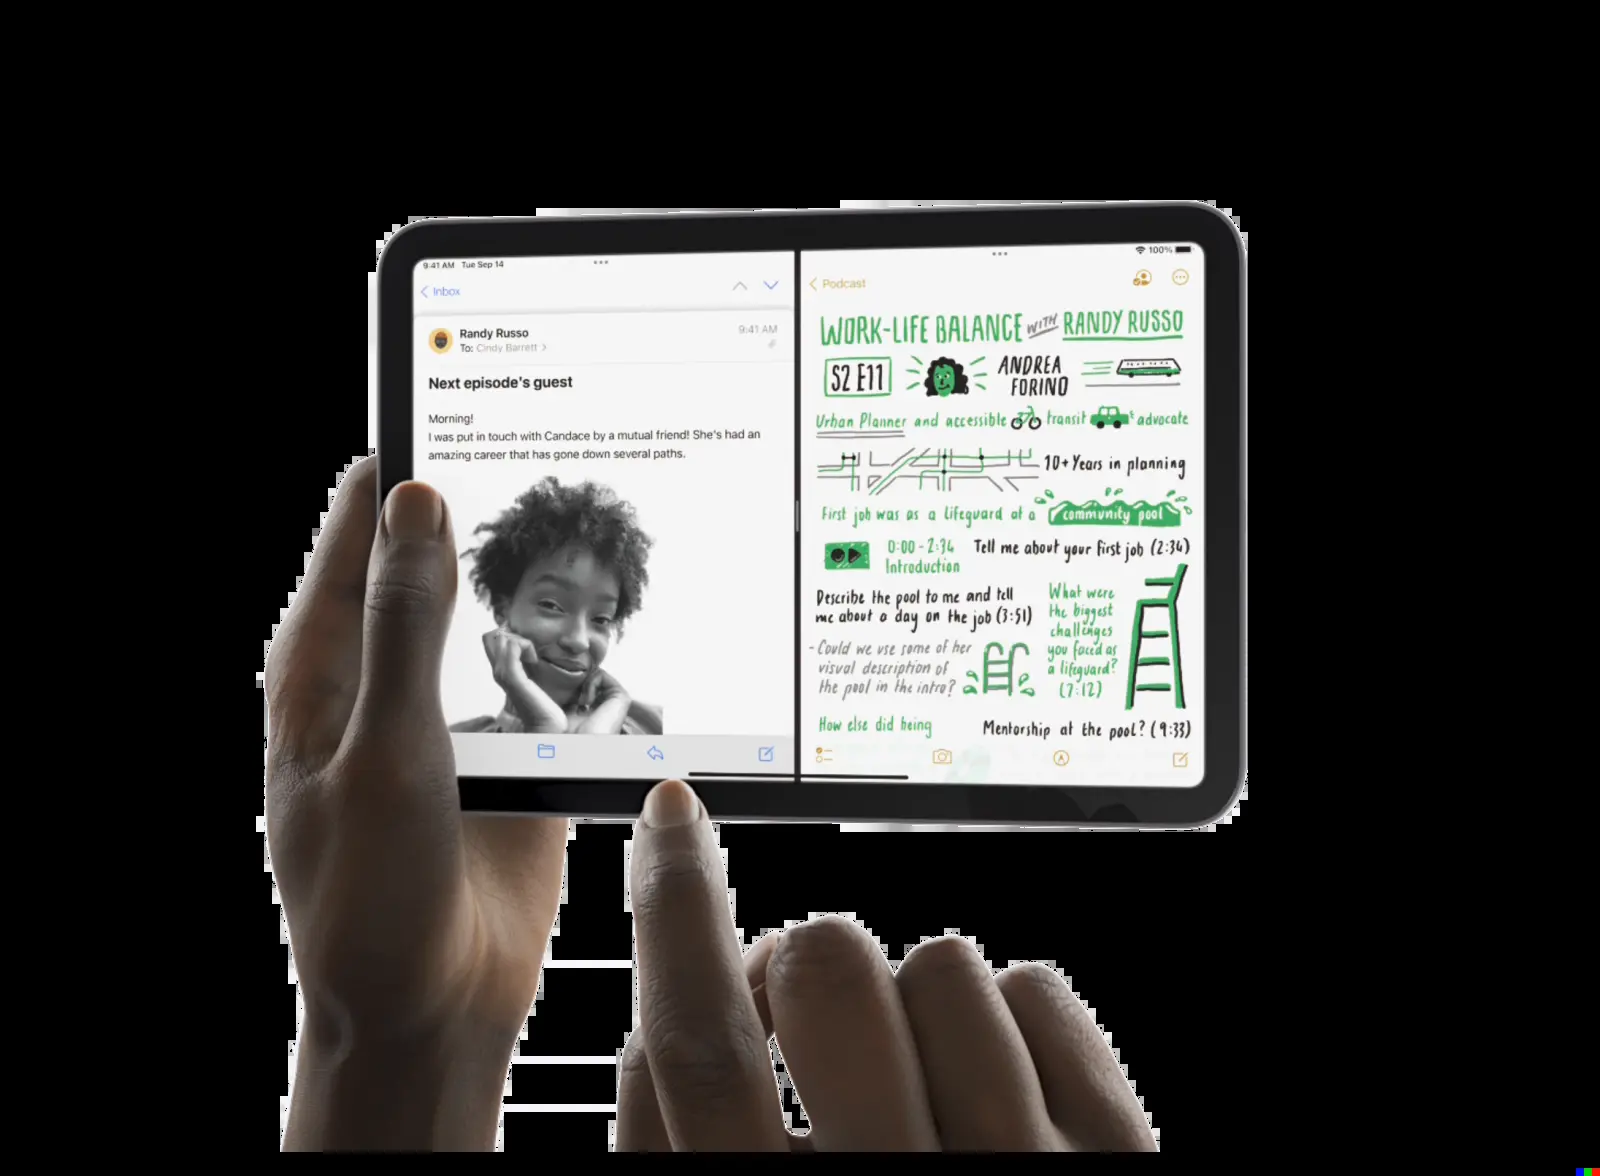 9:41 AM Tue Sep 14
Inbox
Randy Russo
9:41 AM
To: Cindy Barrett >
Next episode's guest
Morning!
I was put in touch with Candace by a mutual friend! She's had an
amazing career that has gone down several paths.
100%
Podcast
WORK-LIFE BALANCE WITH RANDY RUSSO
S2 E11
ANDREA
FORINO
Urban Planner and accessible transit & advocate
10+ Years in planning
First job was as a lifeguard at a community pool
0:00 - 2:34
Introduction
Tell me about your first job (2:34)
Describe the pool to me and tell
me about a day on the job (3:51)
What were
the biggest
challenges
you faced as
a lifeguard?
(7:12)
- Could we use some of her
visual description of
the pool in the intro?
How else did being
Mentorship at the pool? (9:33)